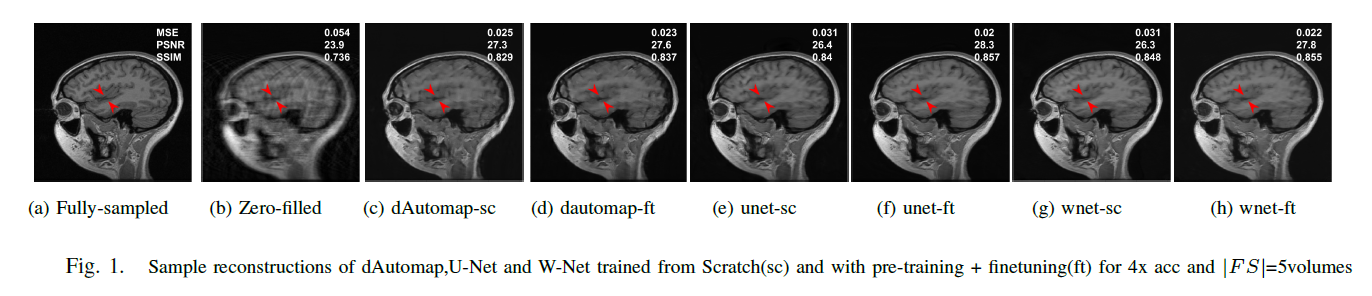 MSE 0.054 0.025 0.023 0.031 0.02 0.031 0.022
PSNR 23.9 27.3 27.6 26.4 28.3 26.3 27.8
SSIM 0.736 0.829 0.837 0.84 0.857 0.848 0.855
(a) Fully-sampled (b) Zero-filled (c) dAutomap-sc (d) dautomap-ft (e) unet-sc (f) unet-ft (g) wnet-sc (h) wnet-ft
Fig. 1. Sample reconstructions of dAutomap,U-Net and W-Net trained from Scratch(sc) and with pre-training + finetuning(ft) for 4x acc and |FS|=5volumes